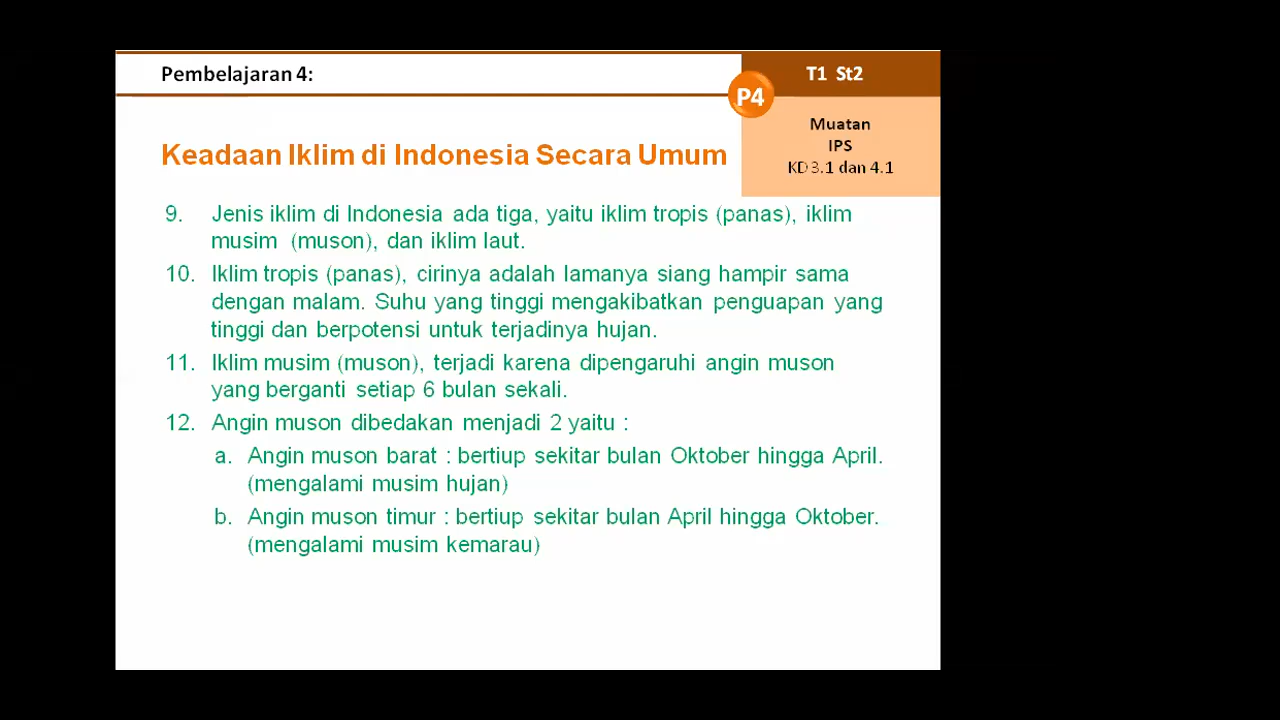 Pembelajaran 4:
T1 St2
P4
Muatan
IPS
KD 3.1 dan 4.1
Keadaan Iklim di Indonesia Secara Umum
9. Jenis iklim di Indonesia ada tiga, yaitu iklim tropis (panas), iklim
musim (muson), dan iklim laut.
10. Iklim tropis (panas), cirinya adalah lamanya siang hampir sama
dengan malam. Suhu yang tinggi mengakibatkan penguapan yang
tinggi dan berpotensi untuk terjadinya hujan.
11. Iklim musim (muson), terjadi karena dipengaruhi angin muson
yang berganti setiap 6 bulan sekali.
12. Angin muson dibedakan menjadi 2 yaitu :
a. Angin muson barat : bertiup sekitar bulan Oktober hingga April.
(mengalami musim hujan)
b. Angin muson timur : bertiup sekitar bulan April hingga Oktober.
(mengalami musim kemarau)